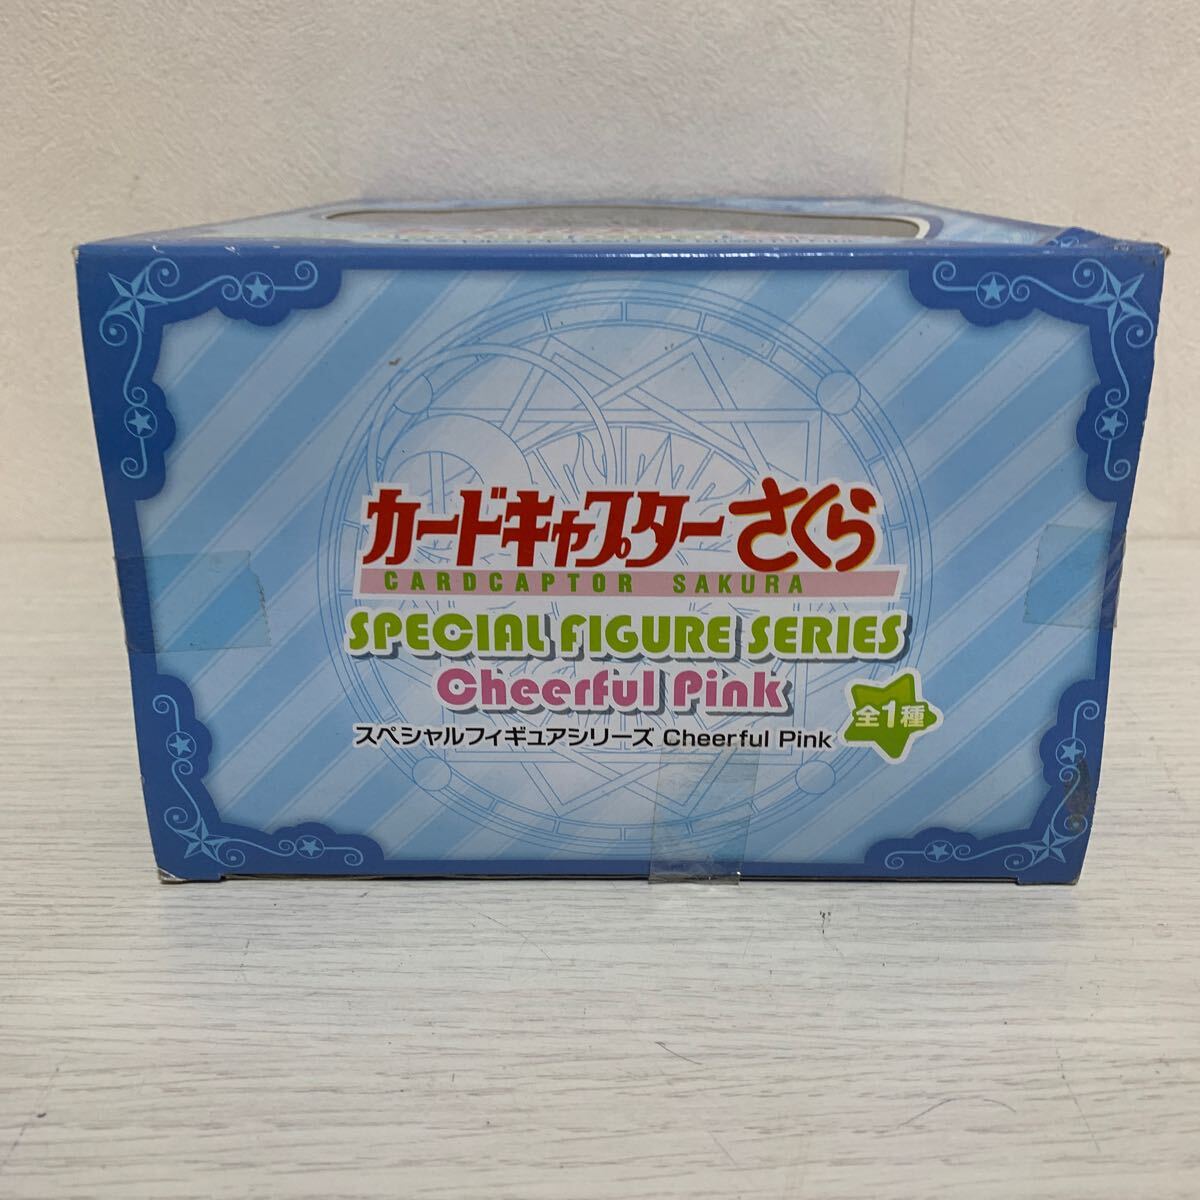 カードキャプターさくら
CARDCAPTOR SAKURA
SPECIAL FIGURE SERIES
Cheerful Pink
スペシャルフィギュアシリーズ Cheerful Pink
全1種